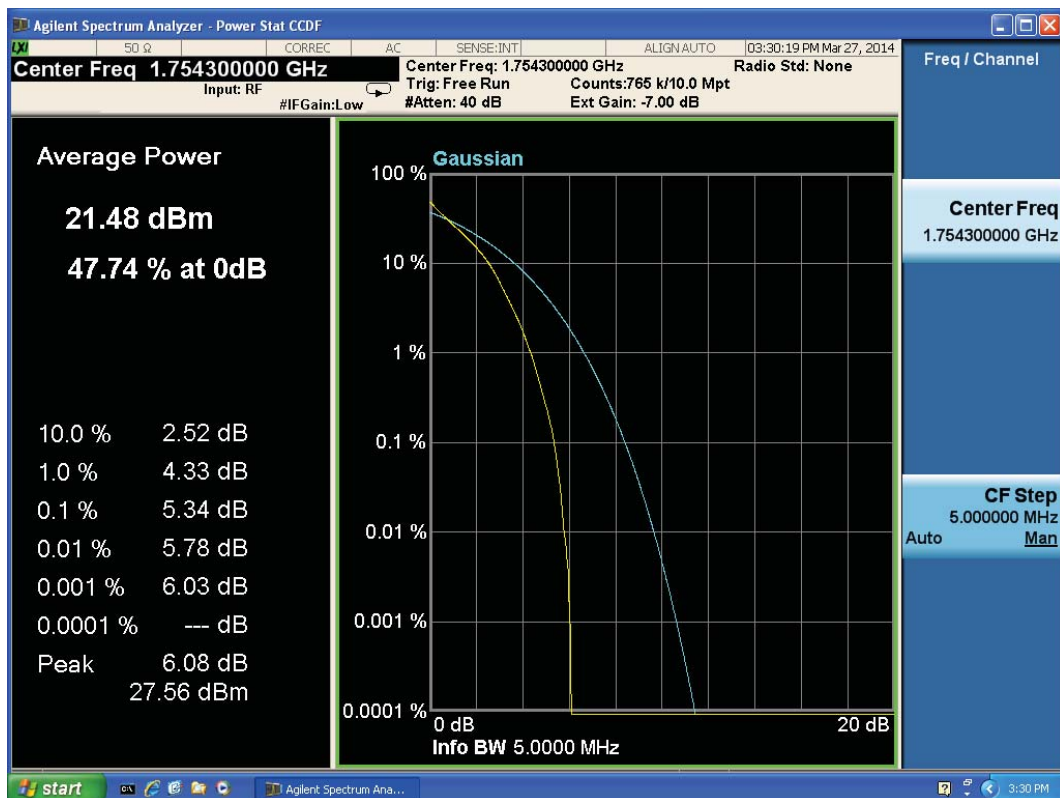 Agilent Spectrum Analyzer - Power Stat CCDF
LXI 50 Ω CORREC AC SENSE:INT ALIGN AUTO 03:30:19 PM Mar 27, 2014
Center Freq 1.754300000 GHz
Input: RF
#IFGain:Low
Center Freq: 1.754300000 GHz Radio Std: None
Trig: Free Run Counts:765 k/10.0 Mpt
#Atten: 40 dB Ext Gain: -7.00 dB
Average Power
21.48 dBm
47.74 % at 0dB
10.0 % 2.52 dB
1.0 % 4.33 dB
0.1 % 5.34 dB
0.01 % 5.78 dB
0.001 % 6.03 dB
0.0001 % --- dB
Peak 6.08 dB
27.56 dBm
Gaussian
100 %
10 %
1 %
0.1 %
0.01 %
0.001 %
0.0001 %
0 dB 20 dB
Info BW 5.0000 MHz
Freq / Channel
Center Freq
1.754300000 GHz
CF Step
5.000000 MHz
Auto Man
start Agilent Spectrum Ana... 3:30 PM